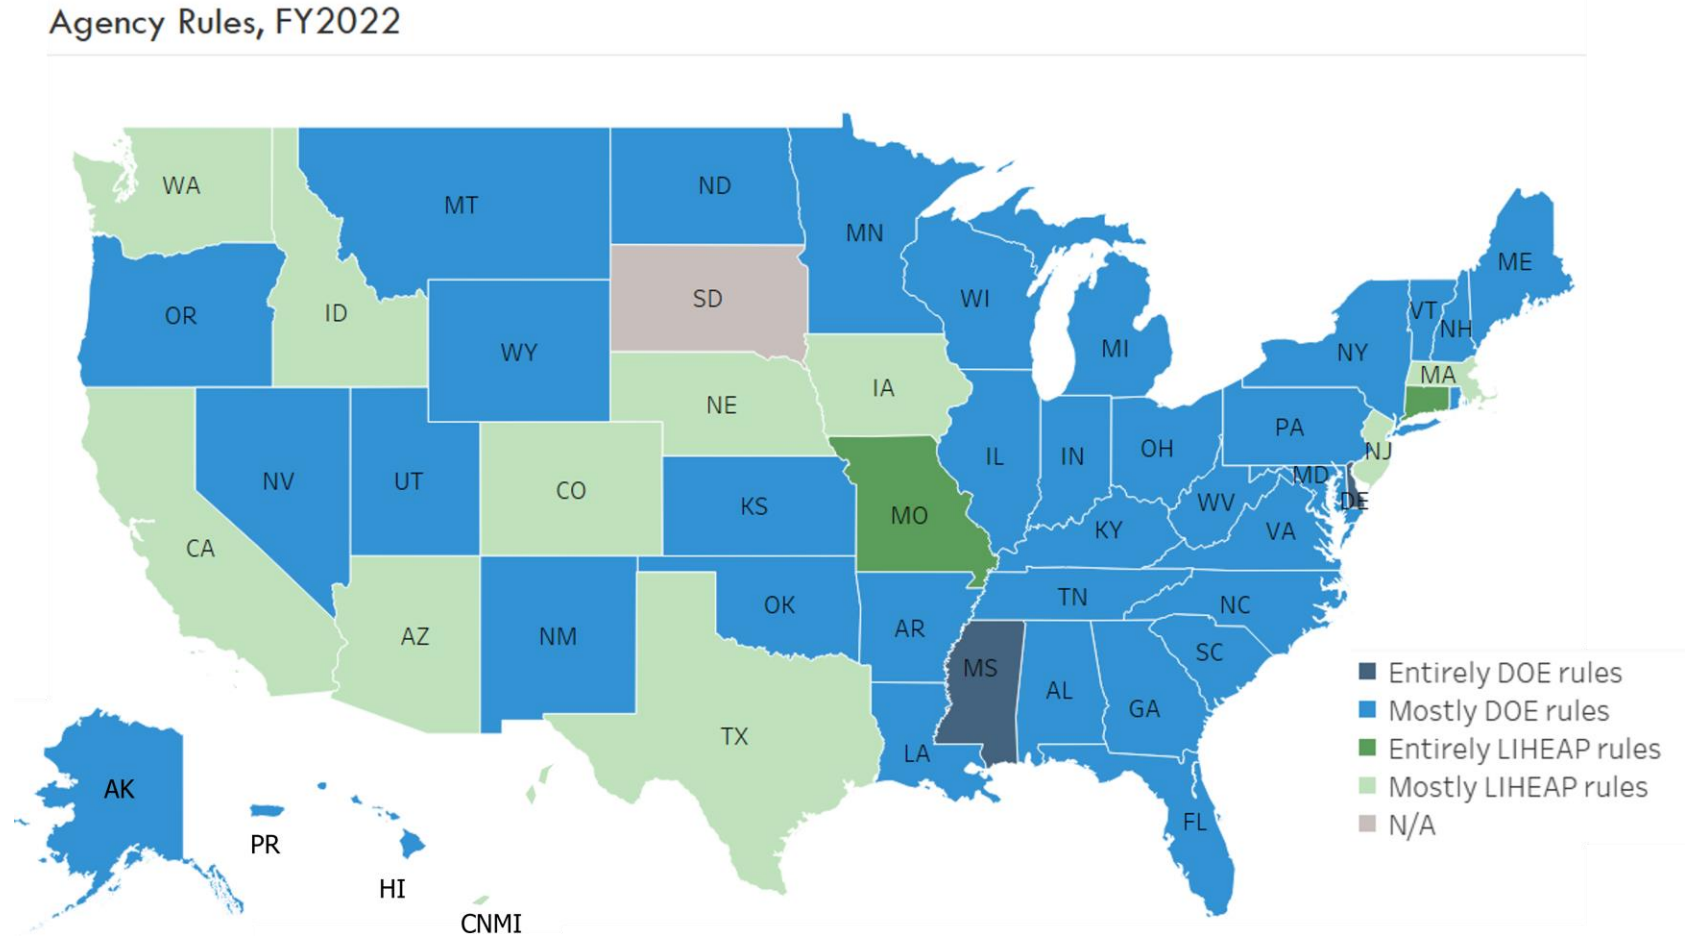 Agency Rules, FY2022
WA
MT
ND
MN
OR
ID
WY
SD
WI
MI
ME
VT
NH
NY
MA
NV
UT
CO
NE
IA
IL
IN
OH
PA
NJ
MD
DE
CA
KS
MO
KY
WV
VA
AZ
NM
OK
AR
TN
NC
SC
TX
LA
MS
AL
GA
FL
AK
PR
HI
CNMI
Entirely DOE rules
Mostly DOE rules
Entirely LIHEAP rules
Mostly LIHEAP rules
N/A